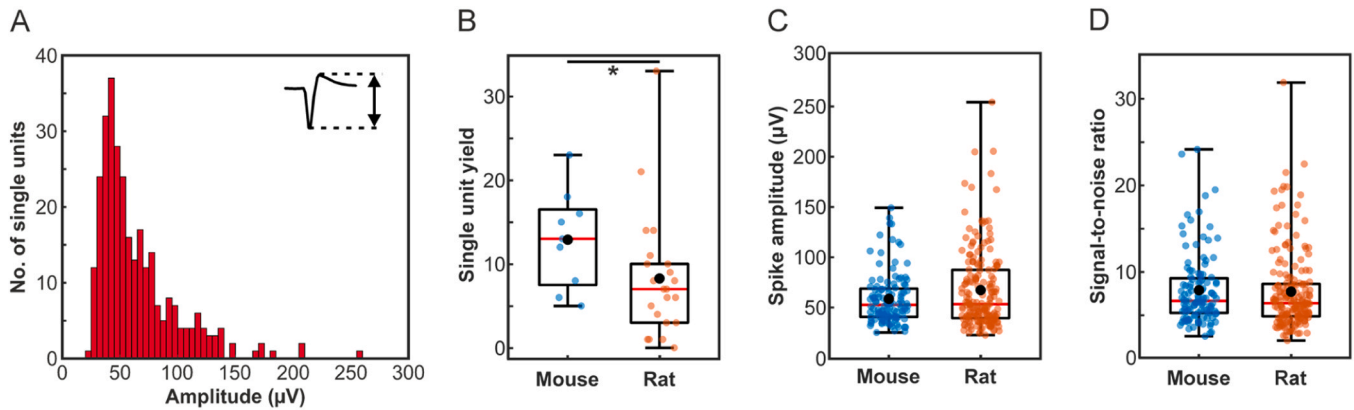 A
No. of single units
40
30
20
10
0
0 50 100 150 200 250 300
Amplitude (µV)
B
Single unit yield
30
20
10
0
*
Mouse Rat
C
Spike amplitude (µV)
300
250
200
150
100
50
0
Mouse Rat
D
Signal-to-noise ratio
30
20
10
0
Mouse Rat